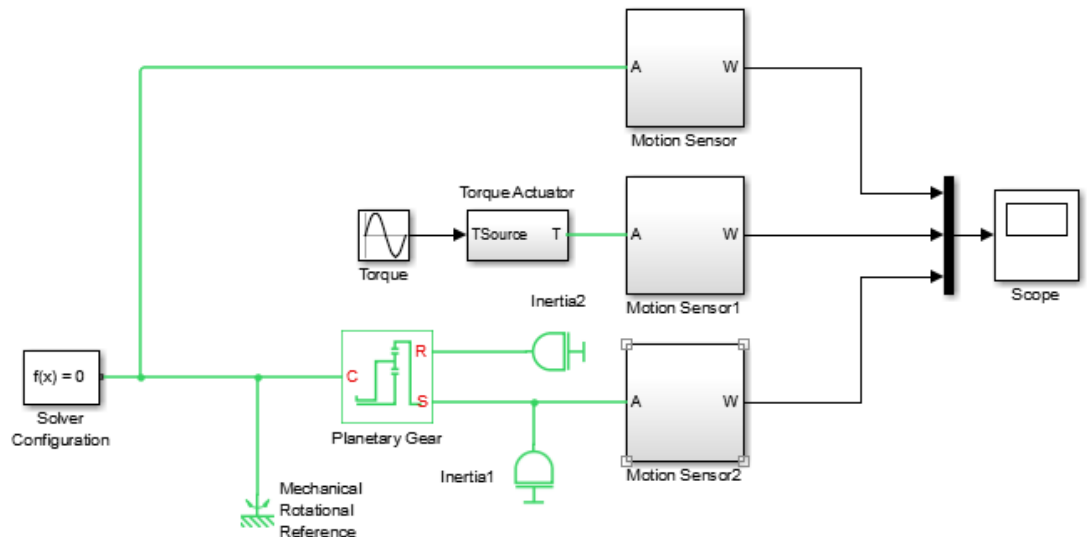 A W
Motion Sensor
Torque Actuator
TSource T
Torque
A W
Motion Sensor1
Scope
Inertia2
f(x) = 0
Solver
Configuration
C R S
Planetary Gear
A W
Motion Sensor2
Inertia1
Mechanical
Rotational
Reference